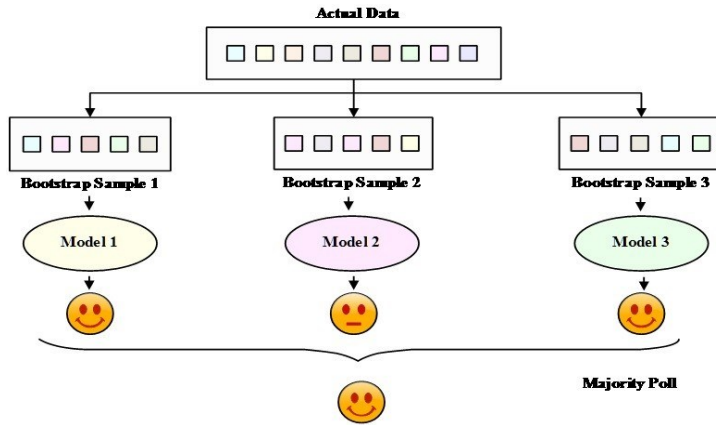 Actual Data
Bootstrap Sample 1
Bootstrap Sample 2
Bootstrap Sample 3
Model 1
Model 2
Model 3
Majority Poll